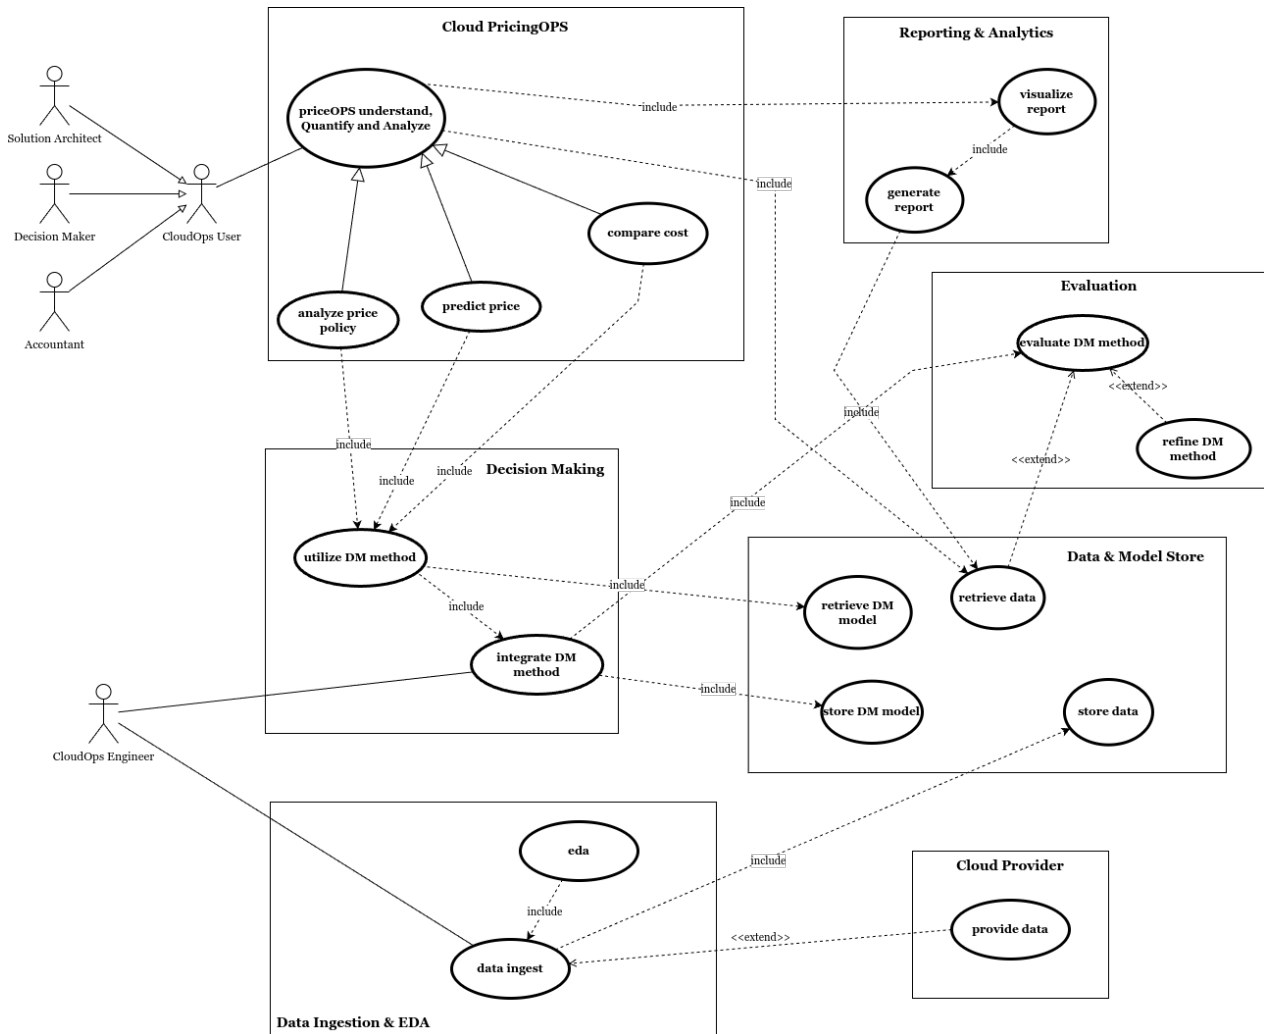 Cloud PricingOPS
Reporting & Analytics
priceOPS understand,
Quantify and Analyze
visualize
report
include
include
Solution Architect
include
generate
report
Decision Maker
CloudOps User
compare cost
Evaluation
analyze price
policy
predict price
Accountant
evaluate DM method
<<extend>>
include
include
refine DM
method
<<extend>>
Decision Making
include
include
include
utilize DM method
Data & Model Store
include
retrieve DM
model
retrieve data
include
integrate DM
method
include
store DM model
store data
CloudOps Engineer
eda
include
Cloud Provider
include
provide data
<<extend>>
data ingest
Data Ingestion & EDA